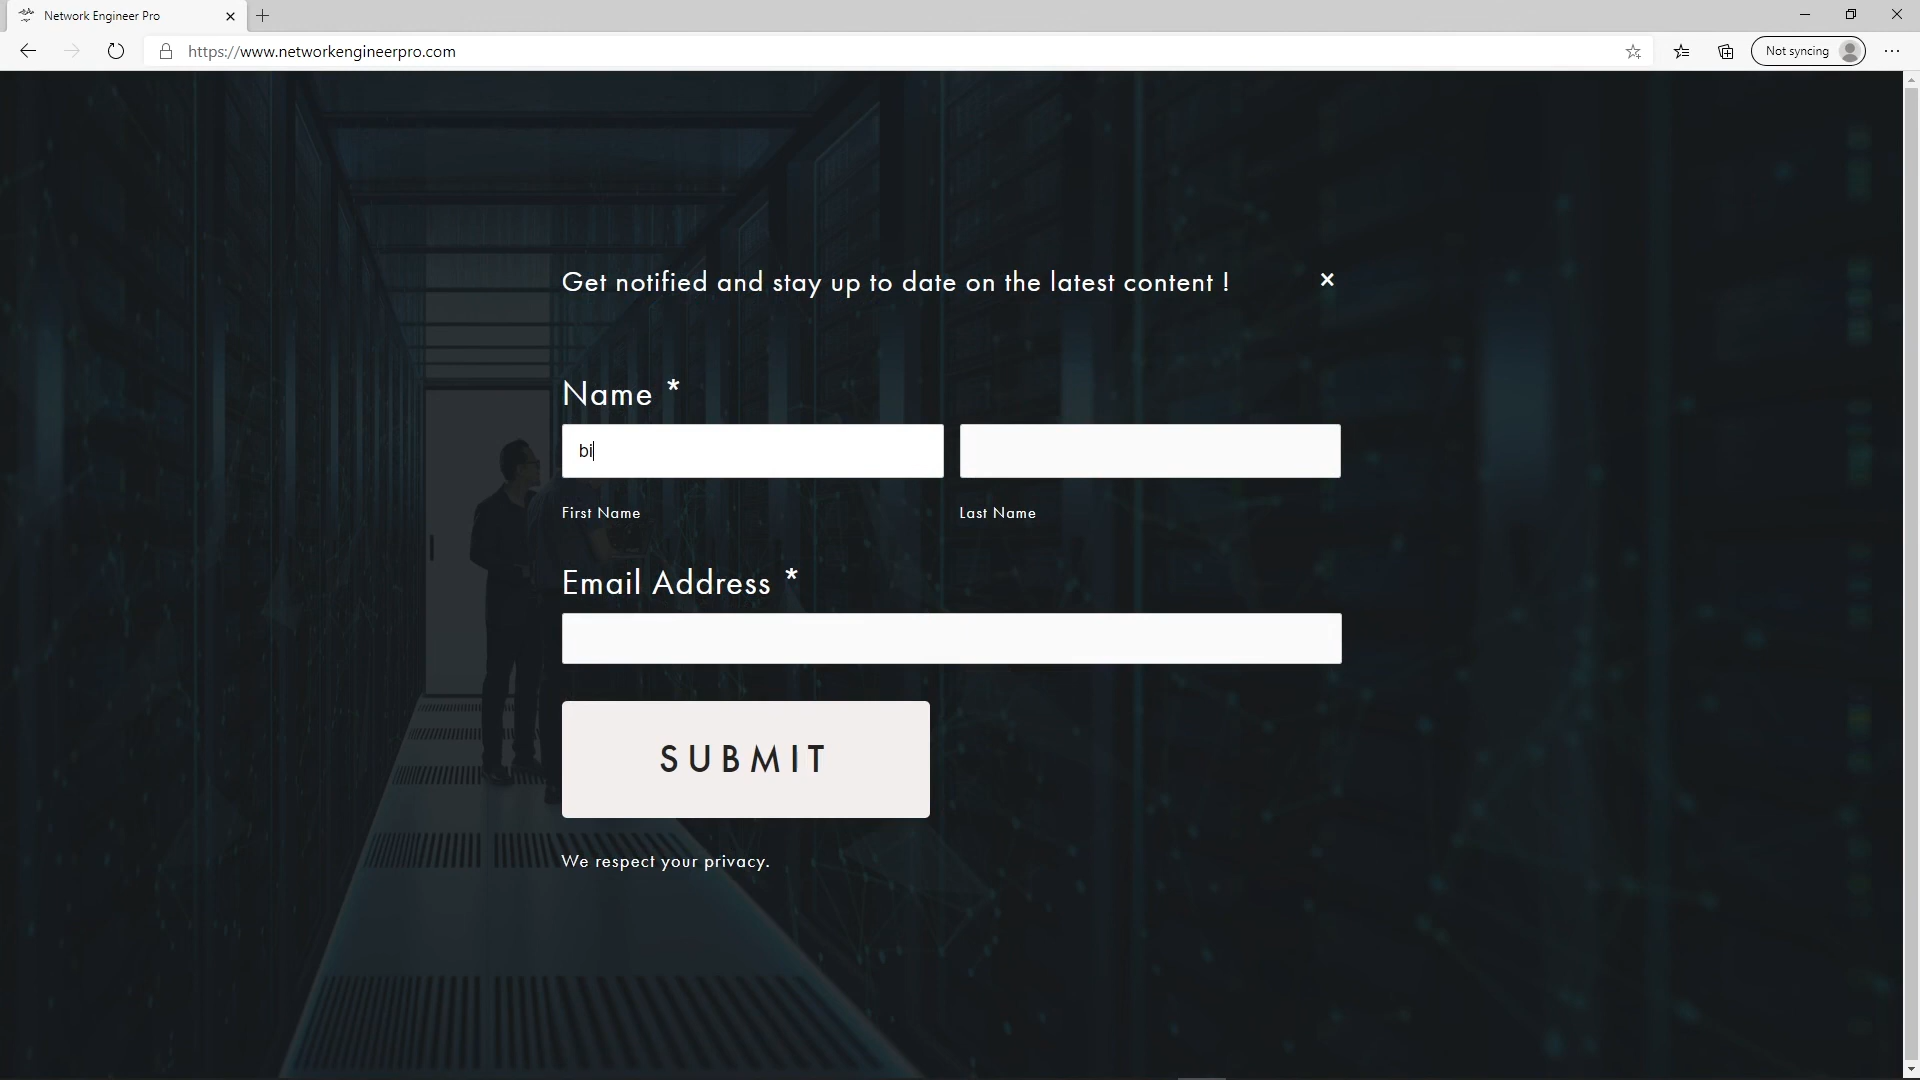 Network Engineer Pro
https://www.networkengineerpro.com
Not syncing
Get notified and stay up to date on the latest content !
Name *
bi
First Name
Last Name
Email Address *
SUBMIT
We respect your privacy.